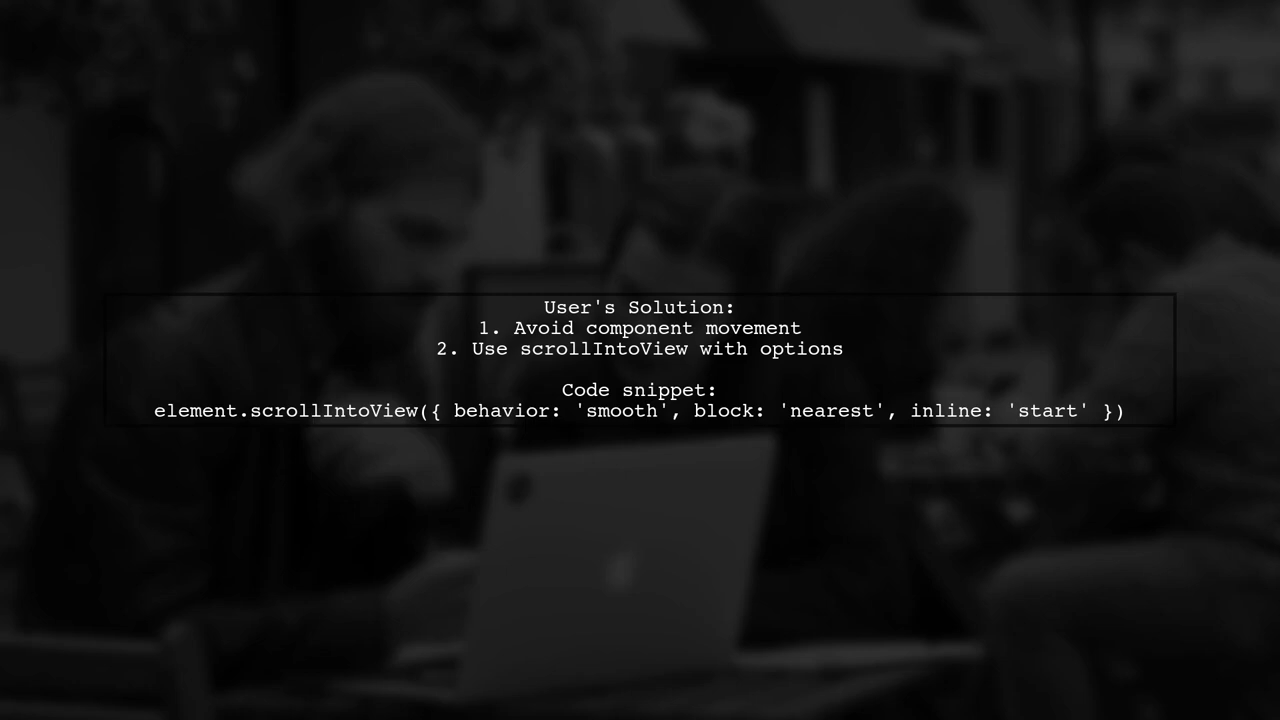 User's Solution:
1. Avoid component movement
2. Use scrollIntoView with options
Code snippet:
element.scrollIntoView({ behavior: 'smooth', block: 'nearest', inline: 'start' })